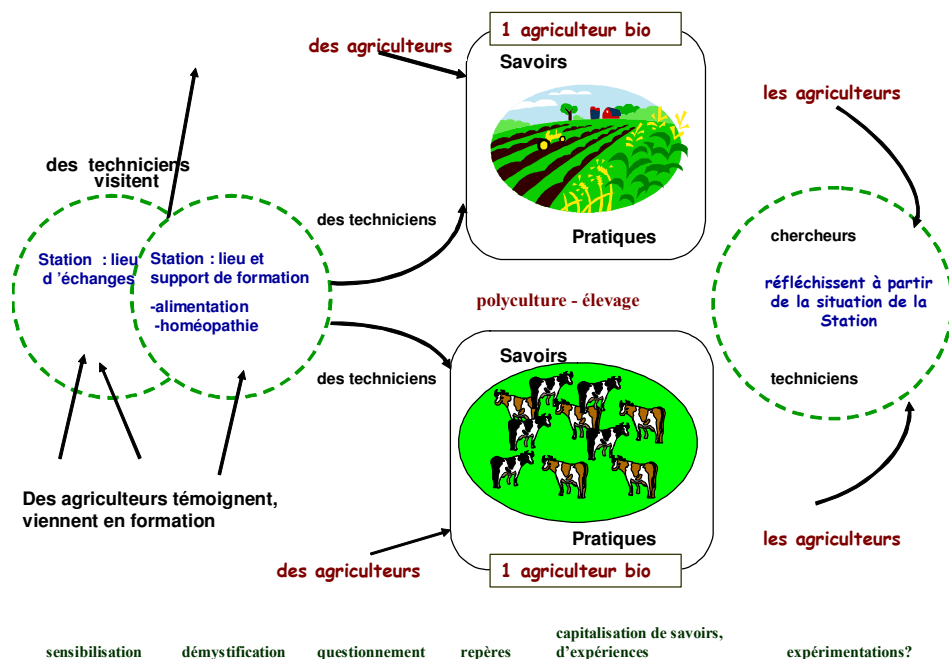 1 agriculteur bio
des agriculteurs
Savoirs
les agriculteurs
des techniciens
visitent
des techniciens
chercheurs
Pratiques
Station : lieu
d 'échanges
Station : lieu et
support de formation
-alimentation
-homéopathie
polyculture - élevage
réfléchissent à partir
de la situation de la
Station
Savoirs
des techniciens
techniciens
Des agriculteurs témoignent,
viennent en formation
Pratiques
les agriculteurs
des agriculteurs
1 agriculteur bio
sensibilisation
démystification
questionnement
repères
capitalisation de savoirs,
d'expériences
expérimentations?